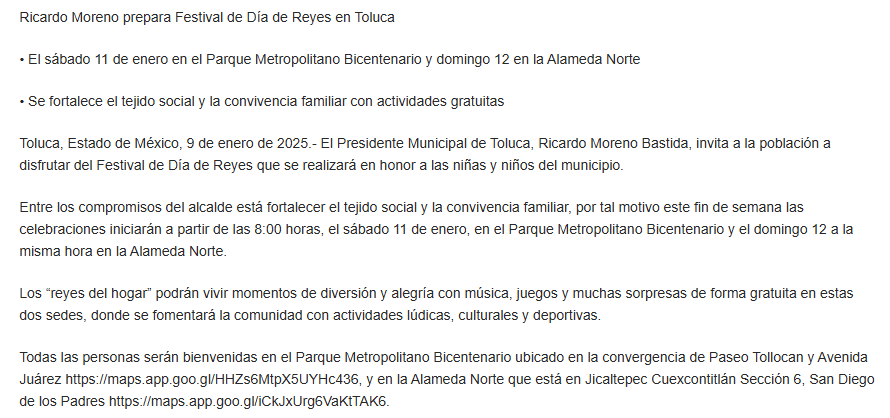 Ricardo Moreno prepara Festival de Día de Reyes en Toluca
• El sábado 11 de enero en el Parque Metropolitano Bicentenario y domingo 12 en la Alameda Norte
• Se fortalece el tejido social y la convivencia familiar con actividades gratuitas
Toluca, Estado de México, 9 de enero de 2025.- El Presidente Municipal de Toluca, Ricardo Moreno Bastida, invita a la población a
disfrutar del Festival de Día de Reyes que se realizará en honor a las niñas y niños del municipio.
Entre los compromisos del alcalde está fortalecer el tejido social y la convivencia familiar, por tal motivo este fin de semana las
celebraciones iniciarán a partir de las 8:00 horas, el sábado 11 de enero, en el Parque Metropolitano Bicentenario y el domingo 12 a la
misma hora en la Alameda Norte.
Los “reyes del hogar” podrán vivir momentos de diversión y alegría con música, juegos y muchas sorpresas de forma gratuita en estas
dos sedes, donde se fomentará la comunidad con actividades lúdicas, culturales y deportivas.
Todas las personas serán bienvenidas en el Parque Metropolitano Bicentenario ubicado en la convergencia de Paseo Tollocan y Avenida
Juárez https://maps.app.goo.gl/HHZs6MtpX5UYHc436, y en la Alameda Norte que está en Jicaltepec Cuexcontitlán Sección 6, San Diego
de los Padres https://maps.app.goo.gl/iCkJxUrg6VaKtTAK6.